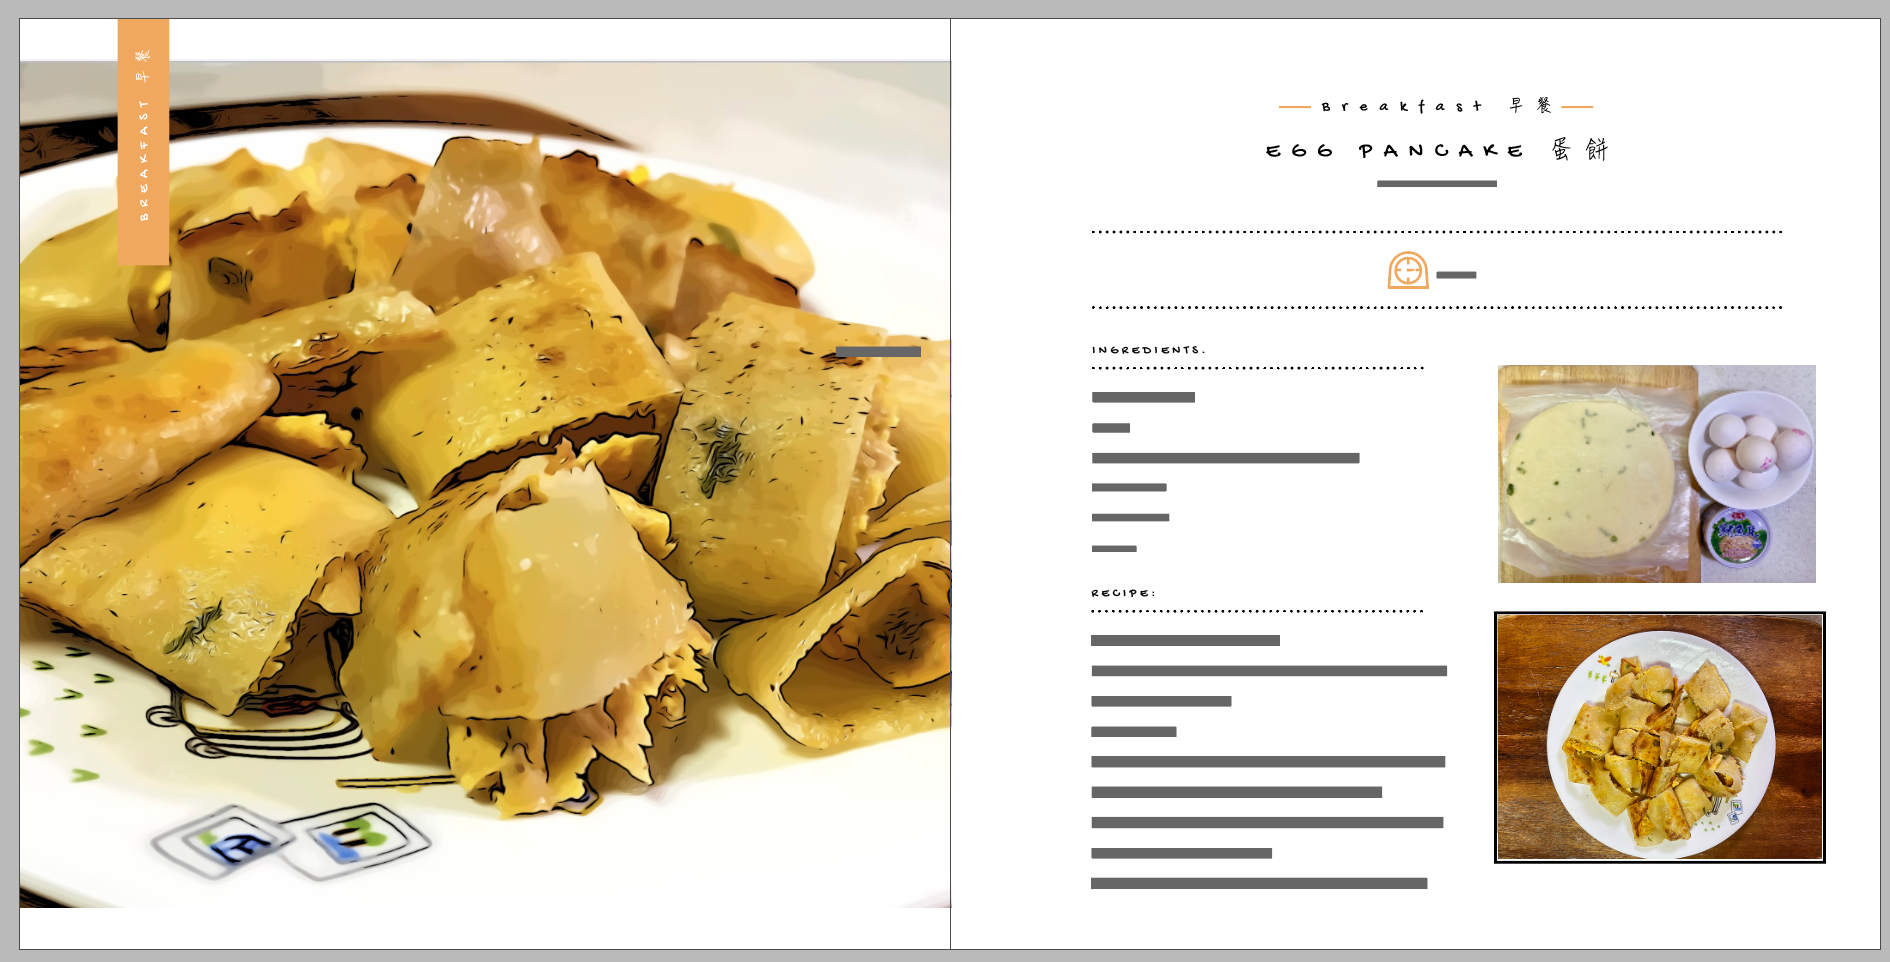 BREAKFAST 早餐
Breakfast 早餐
EGG PANCAKE 蛋餅
INGREDIENTS.
RECIPE: